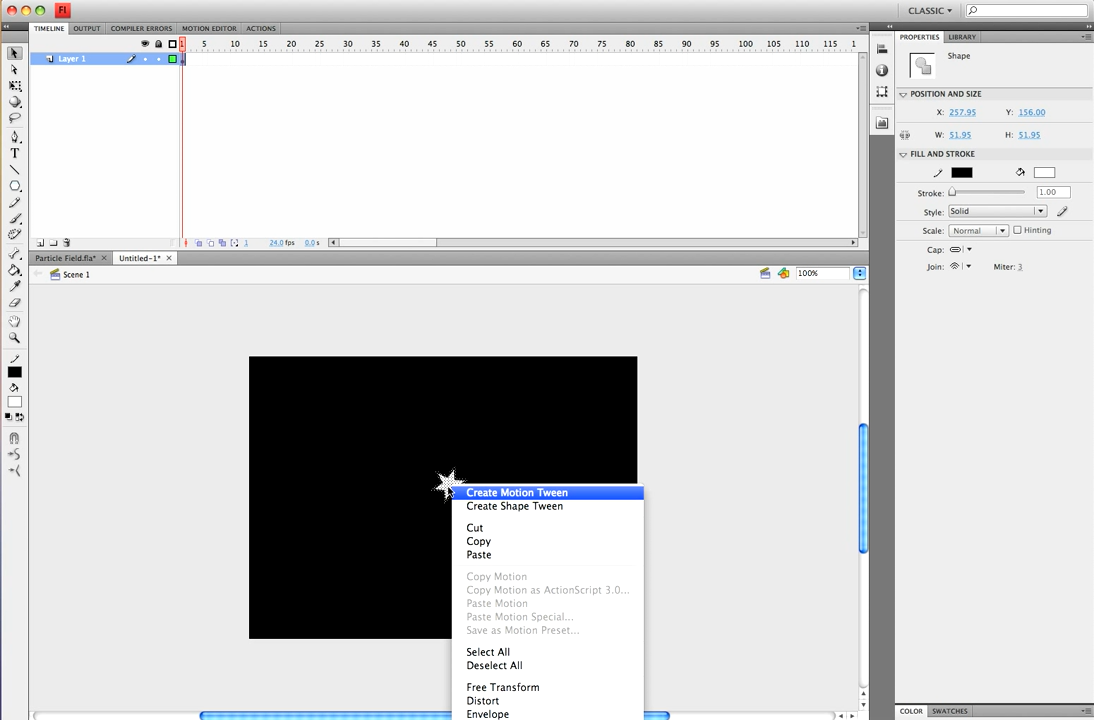 Fl CLASSIC ▾
TIMELINE OUTPUT COMPILER ERRORS MOTION EDITOR ACTIONS
PROPERTIES LIBRARY
1 5 10 15 20 25 30 35 40 45 50 55 60 65 70 75 80 85 90 95 100 105 110 115 1
Layer 1
Shape
POSITION AND SIZE
X: 257.95 Y: 156.00
W: 51.95 H: 51.95
FILL AND STROKE
Stroke: 1.00
Style: Solid
Scale: Normal Hinting
Cap:
Join: Miter: 3
1 24.0 fps 0.0 s
Particle Field.fla* × Untitled-1* ×
Scene 1 100%
T
Create Motion Tween
Create Shape Tween
Cut
Copy
Paste
Copy Motion
Copy Motion as ActionScript 3.0...
Paste Motion
Paste Motion Special...
Save as Motion Preset...
Select All
Deselect All
Free Transform
Distort
Envelope
COLOR SWATCHES